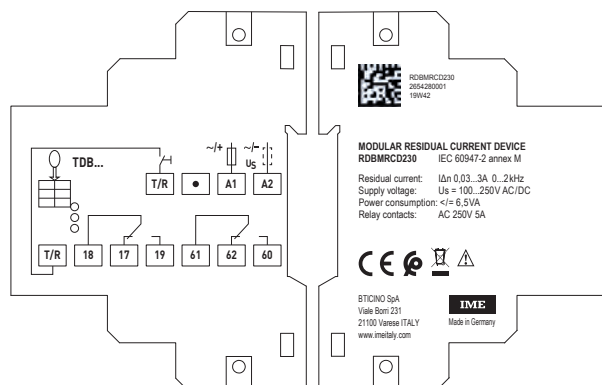 TDB...
~/+
~/–
Us
T/R
●
A1
A2
T/R
18
17
19
61
62
60
RDBMRCD230
2654280001
19W42
MODULAR RESIDUAL CURRENT DEVICE
RDBMRCD230 IEC 60947-2 annex M
Residual current: IΔn 0,03...3A 0...2kHz
Supply voltage: Us = 100...250V AC/DC
Power consumption: </= 6,5VA
Relay contacts: AC 250V 5A
CE
BTICINO SpA
Viale Borri 231
21100 Varese ITALY
www.imeitaly.com
IME
Made in Germany